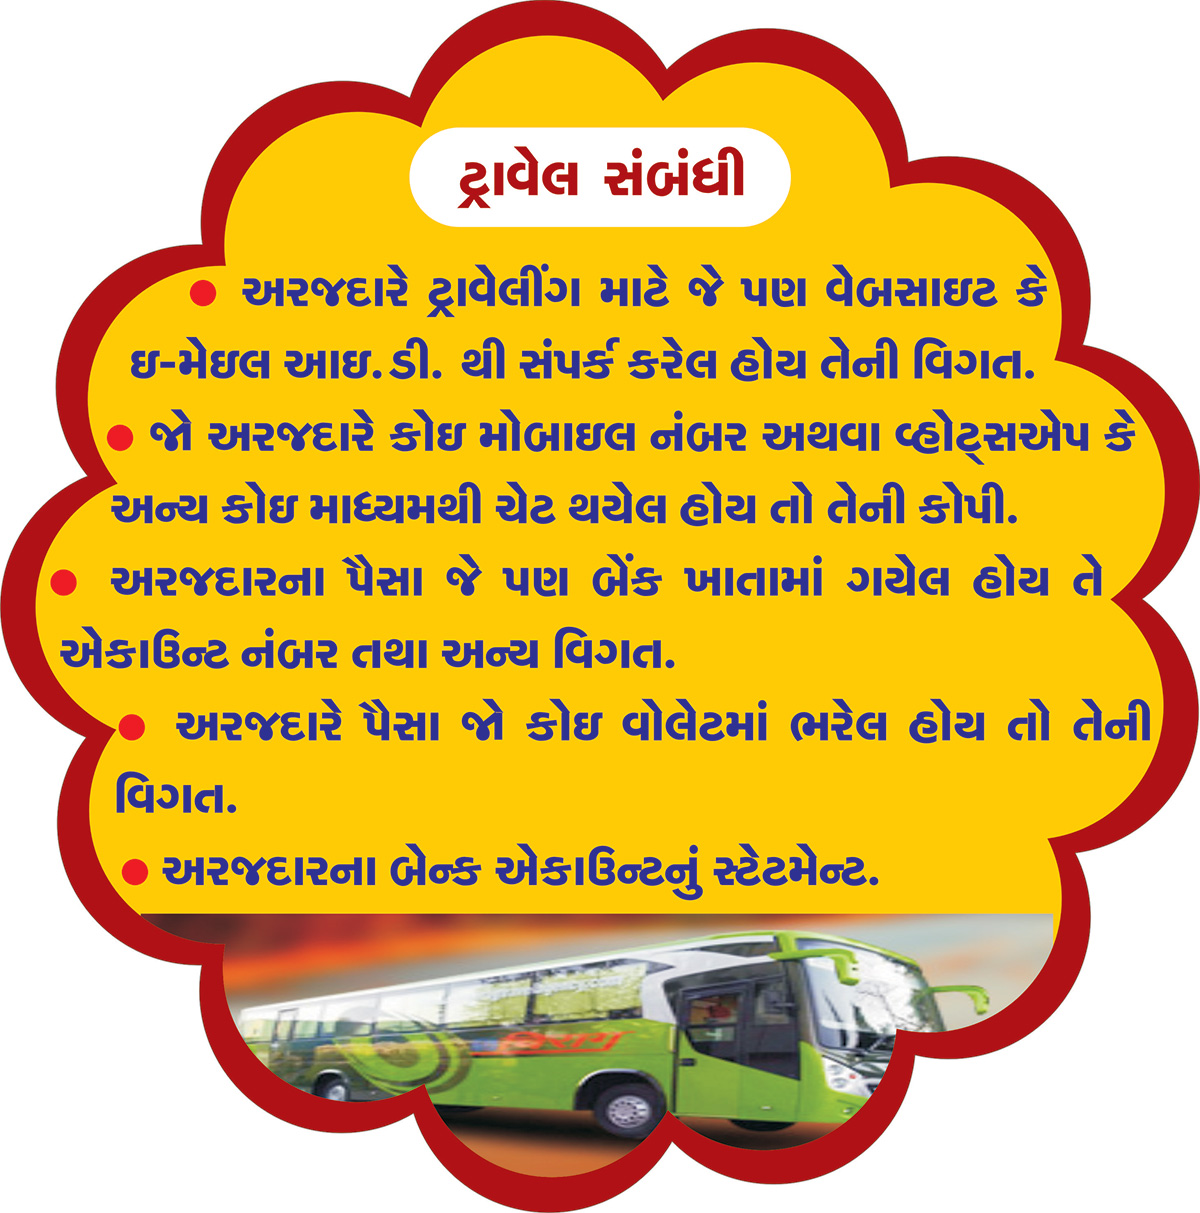 ટ્રાવેલ સંબંધી
● અરજદારે ટ્રાવેલીંગ માટે જે પણ વેબસાઇટ કે
ઇ-મેઇલ આઇ.ડી. થી સંપર્ક કરેલ હોય તેની વિગત.
● જો અરજદારે કોઇ મોબાઇલ નંબર અથવા વ્હોટ્સએપ કે
અન્ય કોઇ માધ્યમથી ચેટ થયેલ હોય તો તેની કોપી.
● અરજદારના પૈસા જે પણ બેંક ખાતામાં ગયેલ હોય તે
એકાઉન્ટ નંબર તથા અન્ય વિગત.
● અરજદારે પૈસા જો કોઇ વોલેટમાં ભરેલ હોય તો તેની
વિગત.
● અરજદારના બેન્ક એકાઉન્ટનું સ્ટેટમેન્ટ.